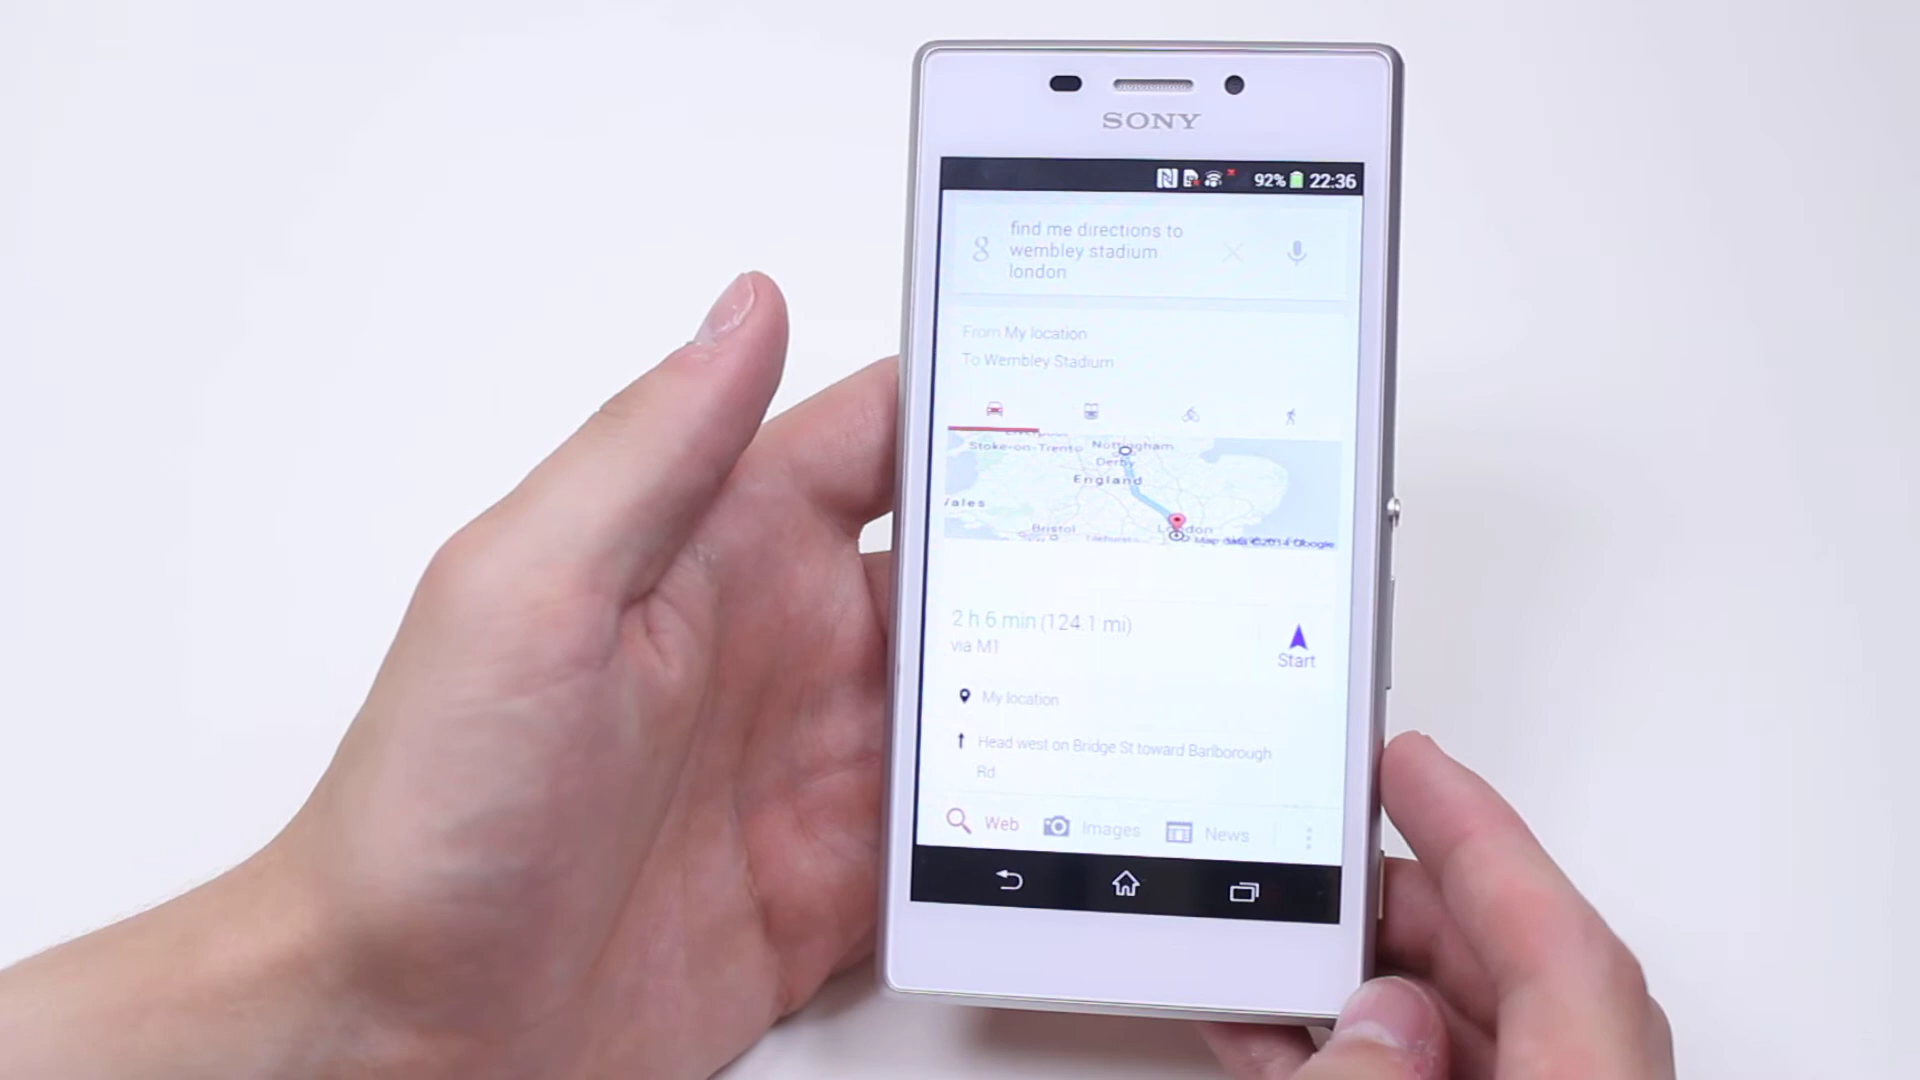 SONY
92% 22:36
find me directions to
wembley stadium
london
From My location
To Wembley Stadium
Liverpool
Stoke-on-Trent
Nottingham
Derby
England
Wales
Bristol
London
Map data ©2014 Google
2 h 6 min (124.1 mi)
via M1
Start
My location
Head west on Bridge St toward Barlborough
Rd
Web Images News